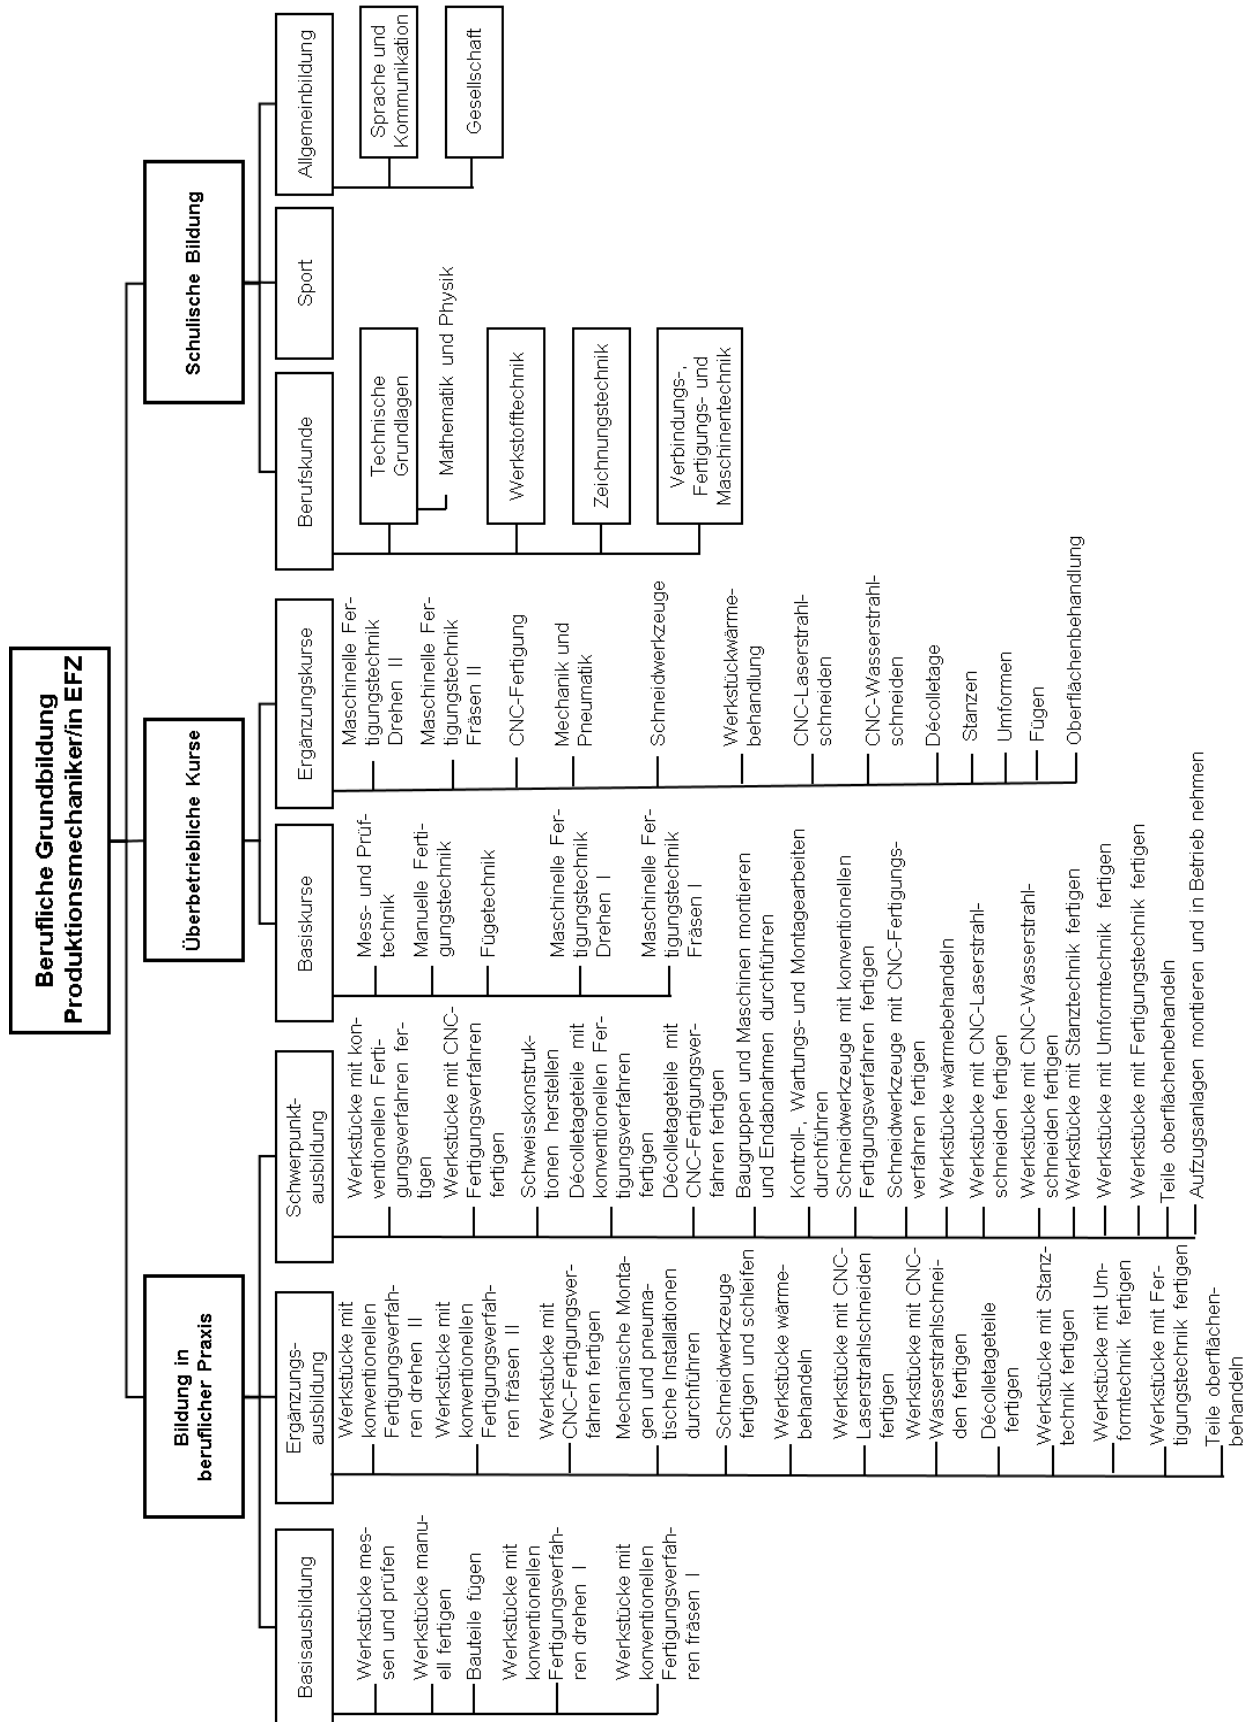 Berufliche Grundbildung
Produktionsmechaniker/in EFZ
Bildung in
beruflicher Praxis
Basisausbildung
Werkstücke mes-
sen und prüfen
Werkstücke manu-
ell fertigen
Bauteile fügen
Werkstücke mit
konventionellen
Fertigungsverfah-
ren drehen I
Werkstücke mit
konventionellen
Fertigungsverfah-
ren fräsen I
Ergänzungs-
ausbildung
Werkstücke mit
konventionellen
Fertigungsverfah-
ren drehen II
Werkstücke mit
konventionellen
Fertigungsverfah-
ren fräsen II
Werkstücke mit
CNC-Fertigungsver-
fahren fertigen
Mechanische Monta-
gen und pneuma-
tische Installationen
durchführen
Schneidwerkzeuge
fertigen und schleifen
Werkstücke wärme-
behandeln
Werkstücke mit CNC-
Laserstrahlschneiden
fertigen
Werkstücke mit CNC-
Wasserstrahlschnei-
den fertigen
Décolletageteile
fertigen
Werkstücke mit Stanz-
technik fertigen
Werkstücke mit Um-
formtechnik fertigen
Werkstücke mit Fer-
tigungstechnik fertigen
Teile oberflächen-
behandeln
Schwerpunkt-
ausbildung
Werkstücke mit kon-
ventionellen Ferti-
gungsverfahren fer-
tigen
Werkstücke mit CNC-
Fertigungsverfahren
fertigen
Schweisskonstruk-
tionen herstellen
Décolletageteile mit
konventionellen Fer-
tigungsverfahren
fertigen
Décolletageteile mit
CNC-Fertigungsver-
fahren fertigen
Baugruppen und Maschinen montieren
und Endabnahmen durchführen
Kontroll-, Wartungs- und Montagearbeiten
durchführen
Schneidwerkzeuge mit konventionellen
Fertigungsverfahren fertigen
Schneidwerkzeuge mit CNC-Fertigungs-
verfahren fertigen
Werkstücke wärmebehandeln
Werkstücke mit CNC-Laserstrahl-
schneiden fertigen
Werkstücke mit CNC-Wasserstrahl-
schneiden fertigen
Werkstücke mit Stanztechnik fertigen
Werkstücke mit Umformtechnik fertigen
Werkstücke mit Fertigungstechnik fertigen
Teile oberflächenbehandeln
Aufzugsanlagen montieren und in Betrieb nehmen
Überbetriebliche Kurse
Basiskurse
Mess- und Prüf-
technik
Manuelle Ferti-
gungstechnik
Fügetechnik
Maschinelle Fer-
tigungstechnik
Drehen I
Maschinelle Fer-
tigungstechnik
Fräsen I
Ergänzungskurse
Maschinelle Fer-
tigungstechnik
Drehen II
Maschinelle Fer-
tigungstechnik
Fräsen II
CNC-Fertigung
Mechanik und
Pneumatik
Schneidwerkzeuge
Werkstückwärme-
behandlung
CNC-Laserstrahl-
schneiden
CNC-Wasserstrahl-
schneiden
Décolletage
Stanzen
Umformen
Fügen
Oberflächenbehandlung
Schulische Bildung
Berufskunde
Technische
Grundlagen
Mathematik und Physik
Werkstofftechnik
Zeichnungstechnik
Verbindungs-,
Fertigungs- und
Maschinentechnik
Sport
Allgemeinbildung
Sprache und
Kommunikation
Gesellschaft